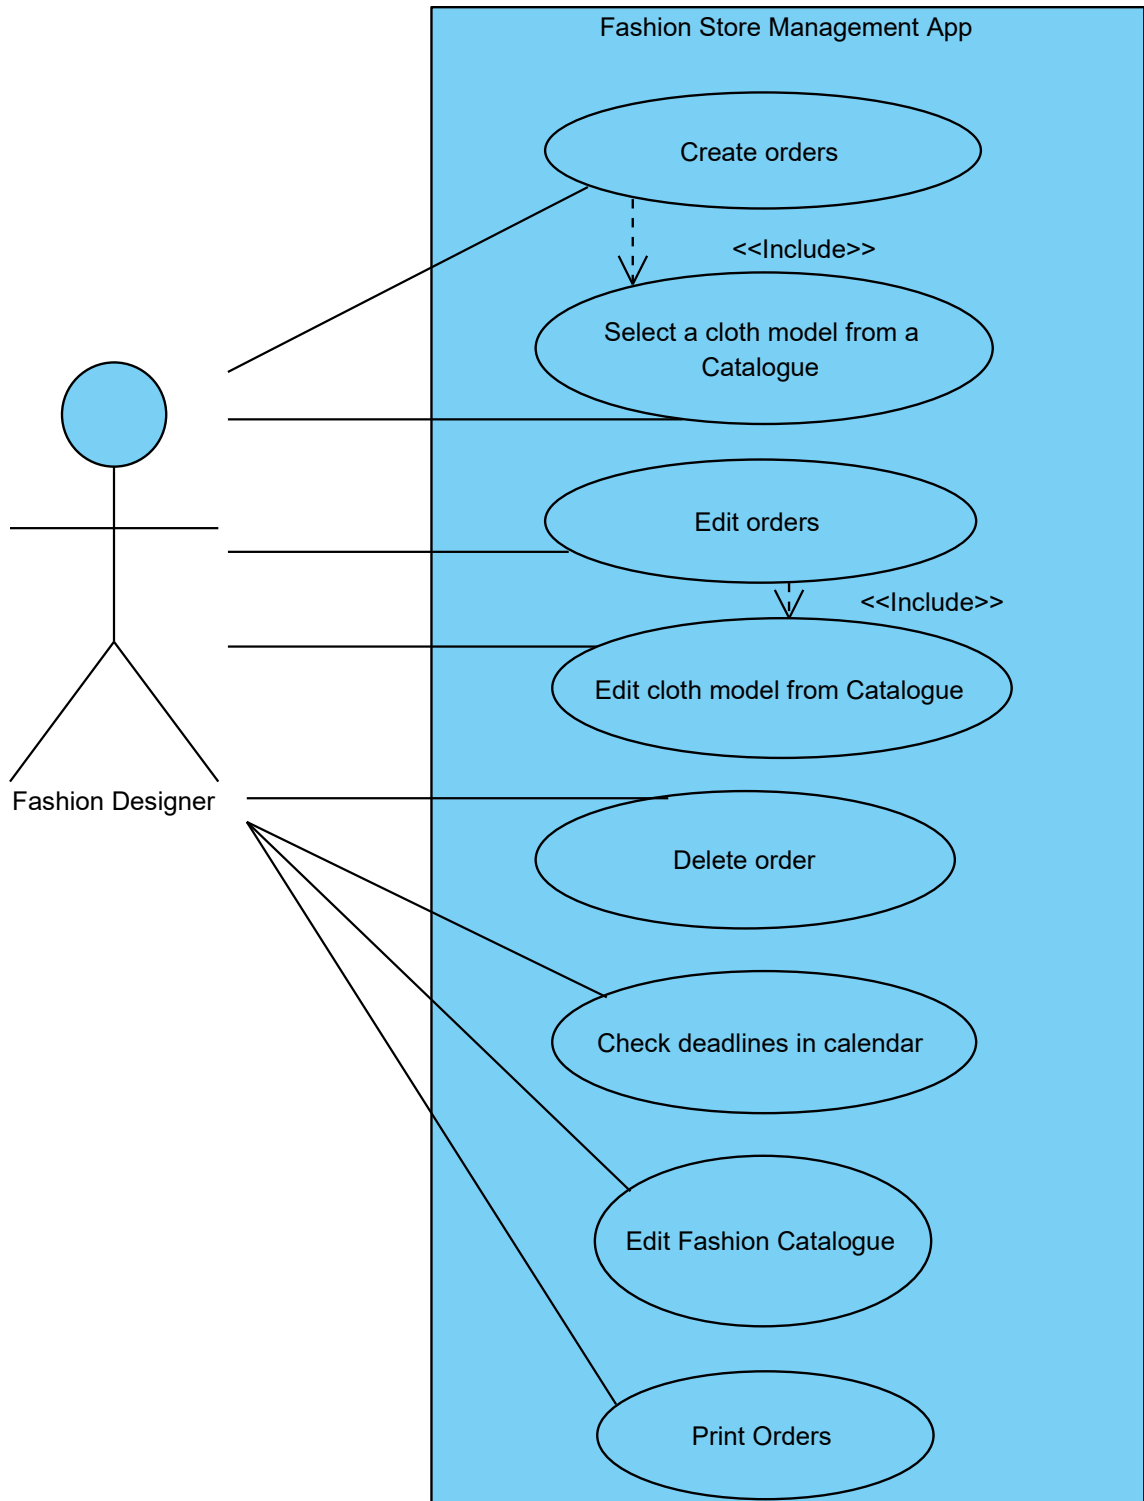 Fashion Store Management App
Create orders
<<Include>>
Select a cloth model from a
Catalogue
Edit orders
<<Include>>
Edit cloth model from Catalogue
Fashion Designer
Delete order
Check deadlines in calendar
Edit Fashion Catalogue
Print Orders